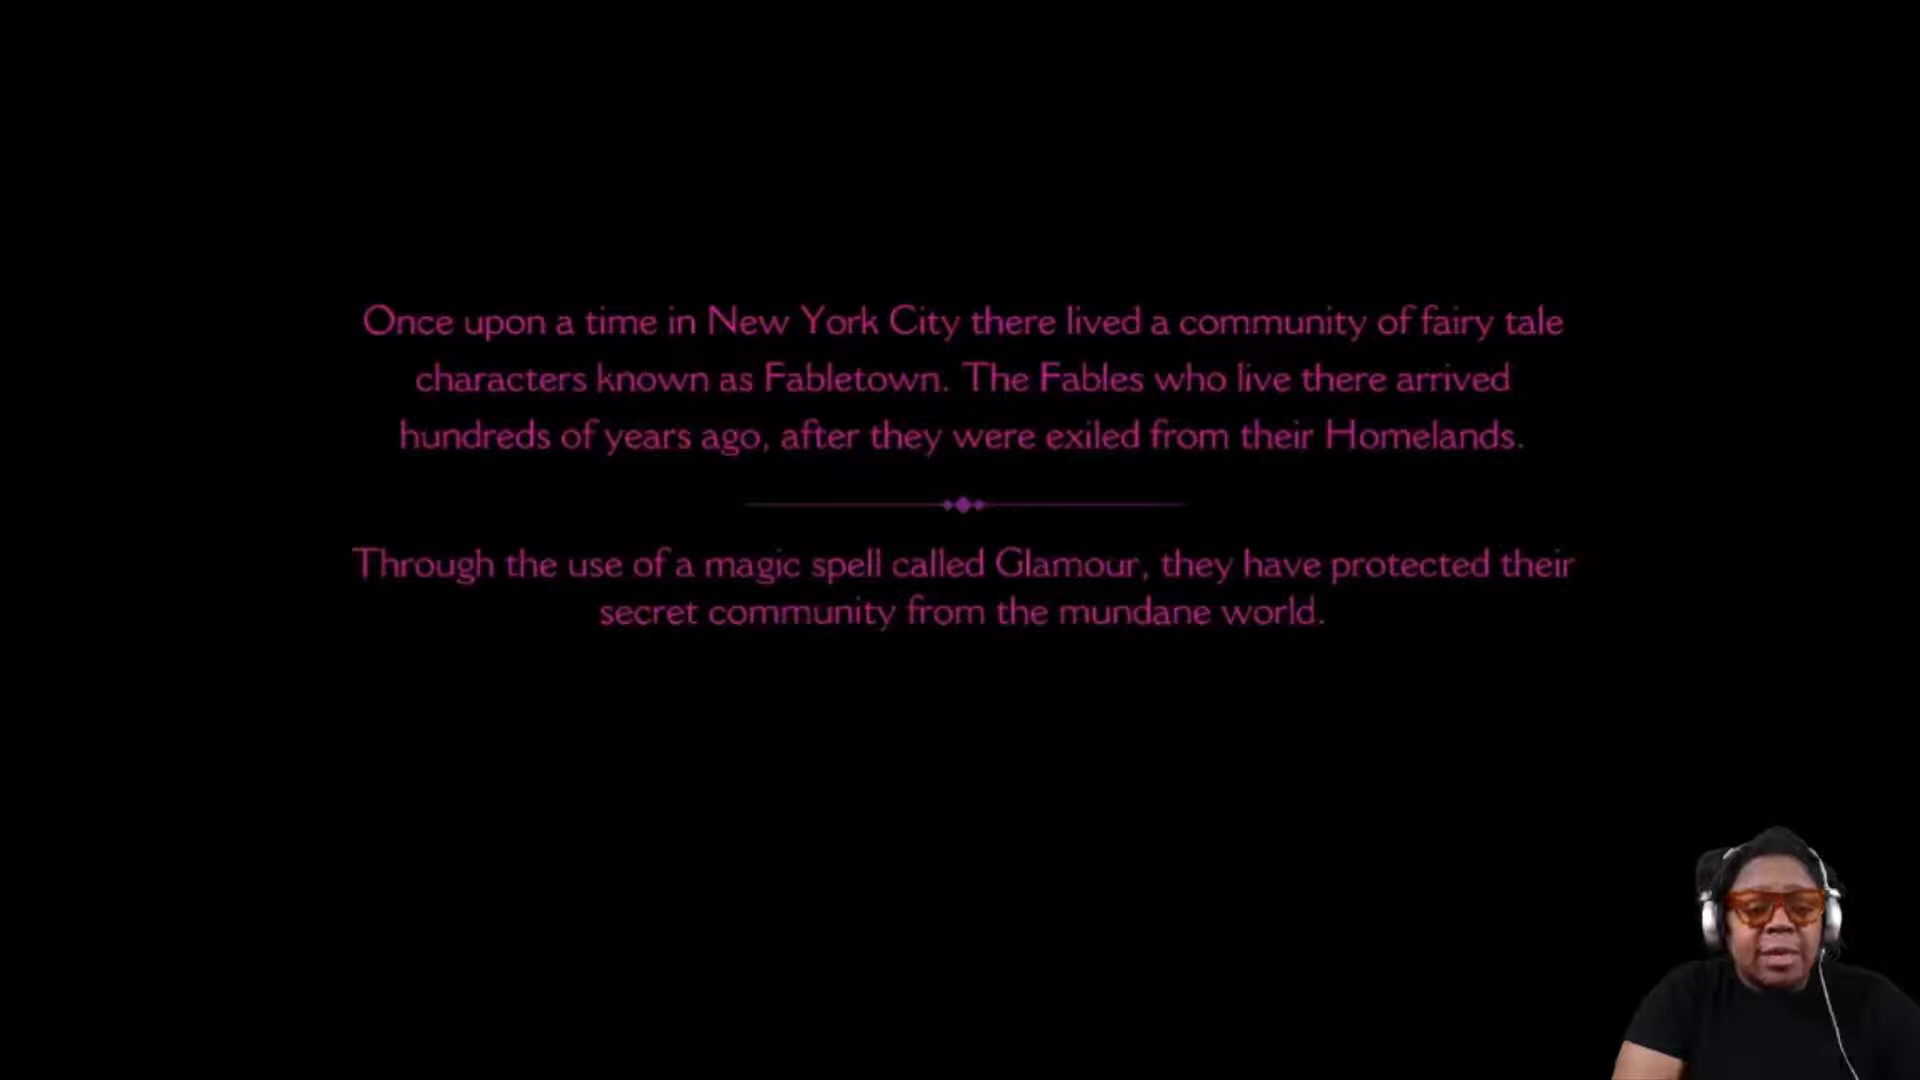 Once upon a time in New York City there lived a community of fairy tale
characters known as Fabletown. The Fables who live there arrived
hundreds of years ago, after they were exiled from their Homelands.
Through the use of a magic spell called Glamour, they have protected their
secret community from the mundane world.